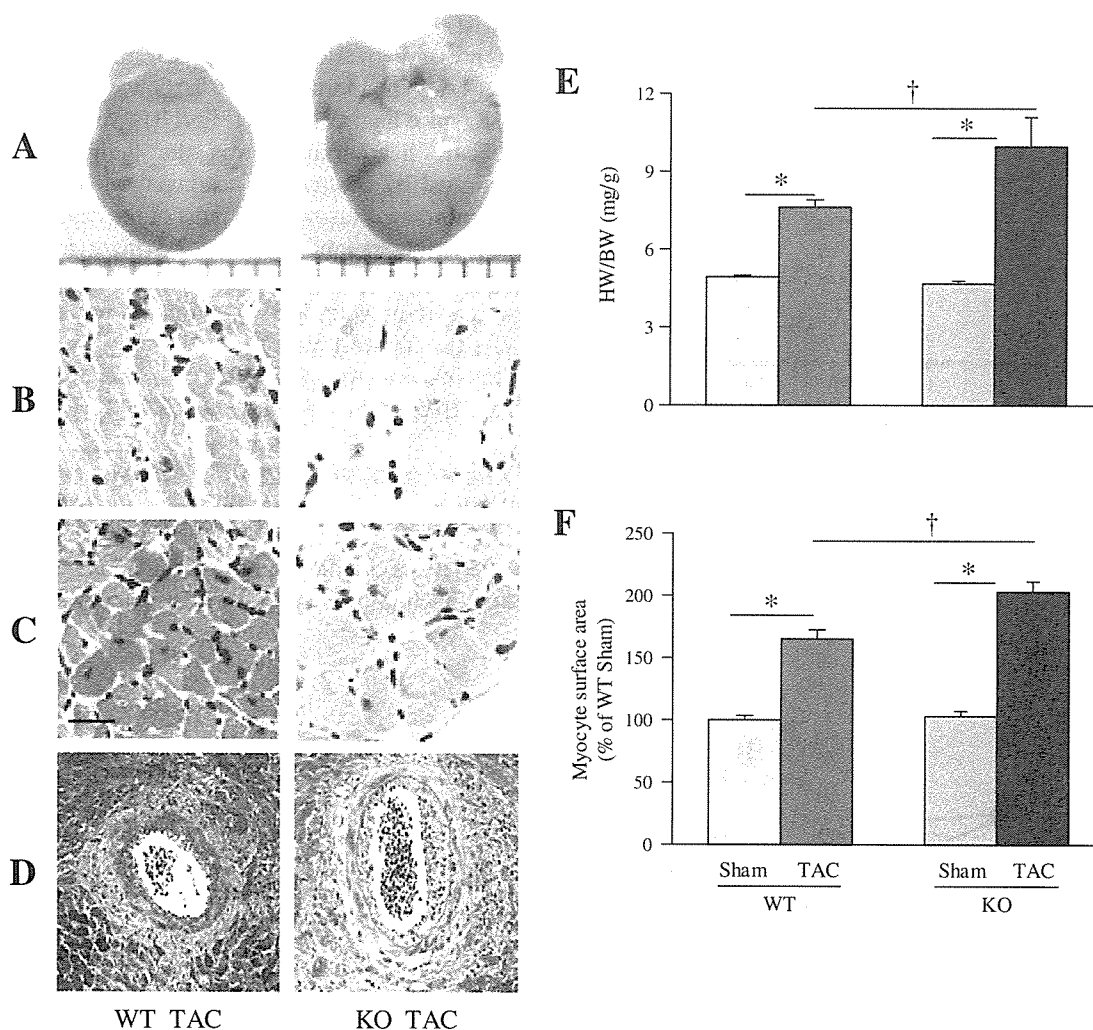 A
B
C
D
WT TAC
KO TAC
E
HW/BW (mg/g)
12
9
6
3
0
*
*
†
F
Myocyte surface area
(% of WT Sham)
250
200
150
100
50
0
*
*
†
Sham TAC
Sham TAC
WT
KO